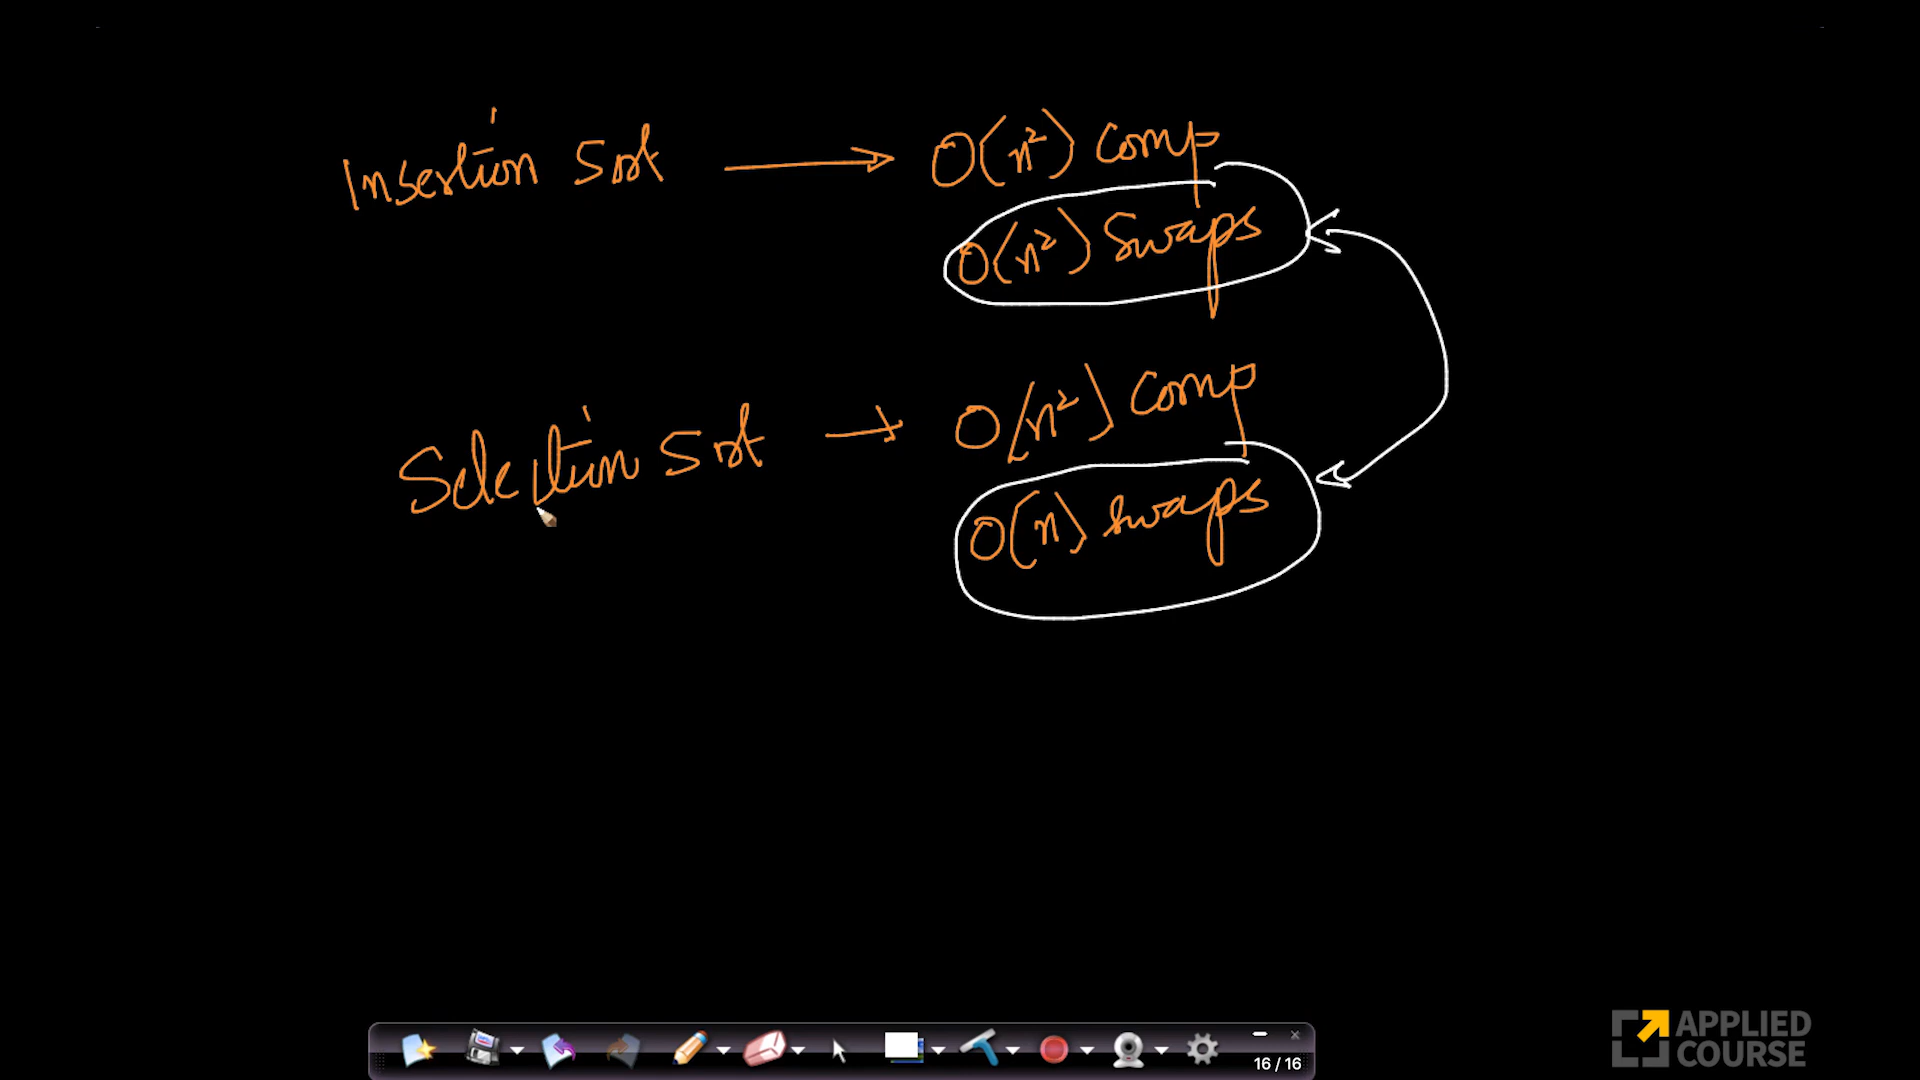 Insertion Sort → O(n²) comp
O(n²) Swaps
Selection Sort → O(n²) comp
O(n) swaps
16 / 16
APPLIED
COURSE